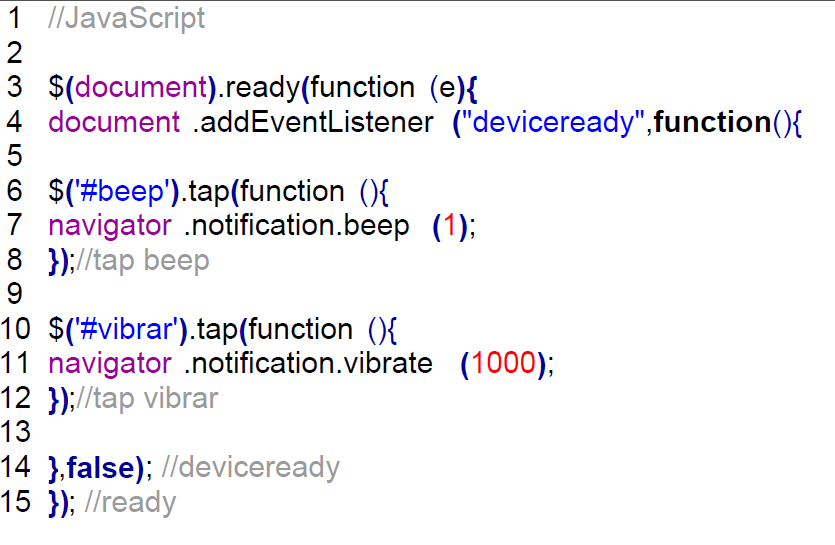 1 //JavaScript
2
3 $(document).ready(function (e){
4 document .addEventListener ("deviceready",function(){
5
6 $('#beep').tap(function (){
7 navigator .notification.beep (1);
8 });//tap beep
9
10 $('#vibrar').tap(function (){
11 navigator .notification.vibrate (1000);
12 });//tap vibrar
13
14 },false); //deviceready
15 }); //ready